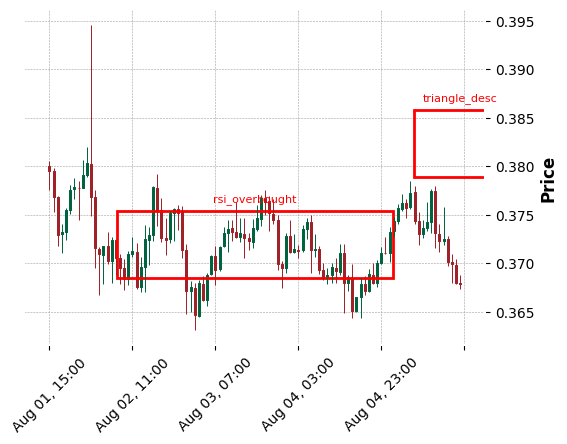 0.395
0.390
triangle_desc
0.385
0.380
rsi_overbought
0.375
0.370
0.365
Price
Aug 01, 15:00
Aug 02, 11:00
Aug 03, 07:00
Aug 04, 03:00
Aug 04, 23:00